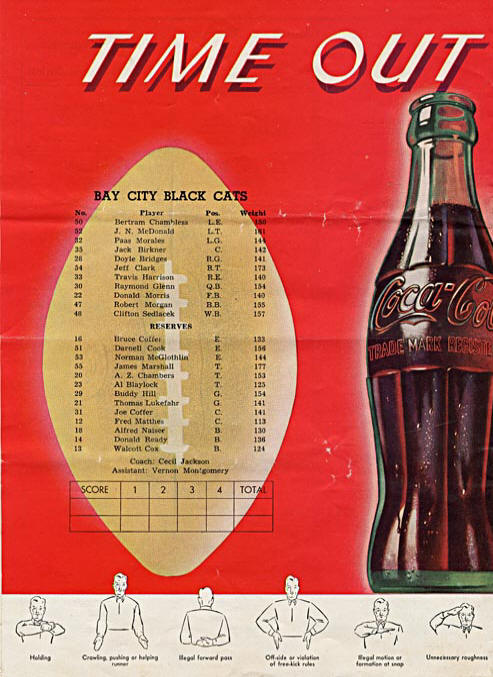 TIME OUT
BAY CITY BLACK CATS
No. Player Pos. Weight
50 Bertram Chambless L.E. 150
52 J. N. McDonald L.T. 181
32 Paas Morales L.G. 144
35 Jack Birkner C. 142
26 Doyle Bridges R.G. 141
54 Jeff Clark R.T. 173
33 Travis Harrison R.E. 140
30 Raymond Glenn Q.B. 154
22 Donald Morris F.B. 140
47 Robert Morgan B.B. 155
48 Clifton Sedlacek W.B. 157
RESERVES
16 Bruce Coffer E. 133
51 Darnell Cook E. 156
53 Norman McGlothlin E. 144
55 James Marshall T. 177
20 A. Z. Chambers T. 153
23 Al Blaylock T. 125
29 Buddy Hill G. 154
21 Thomas Lukefahr G. 141
31 Joe Coffer C. 141
12 Fred Matthes C. 113
18 Alfred Naiser B. 130
14 Donald Ready B. 136
13 Walcott Cox B. 124
Coach: Cecil Jackson
Assistant: Vernon Montgomery
SCORE 1 2 3 4 TOTAL
Coca-Co
TRADE MARK REGISTE
Holding
Crawling, pushing or helping
runner
Illegal forward pass
Off-side or violation
of free-kick rules
Illegal motion or
formation at snap
Unnecessary roughness